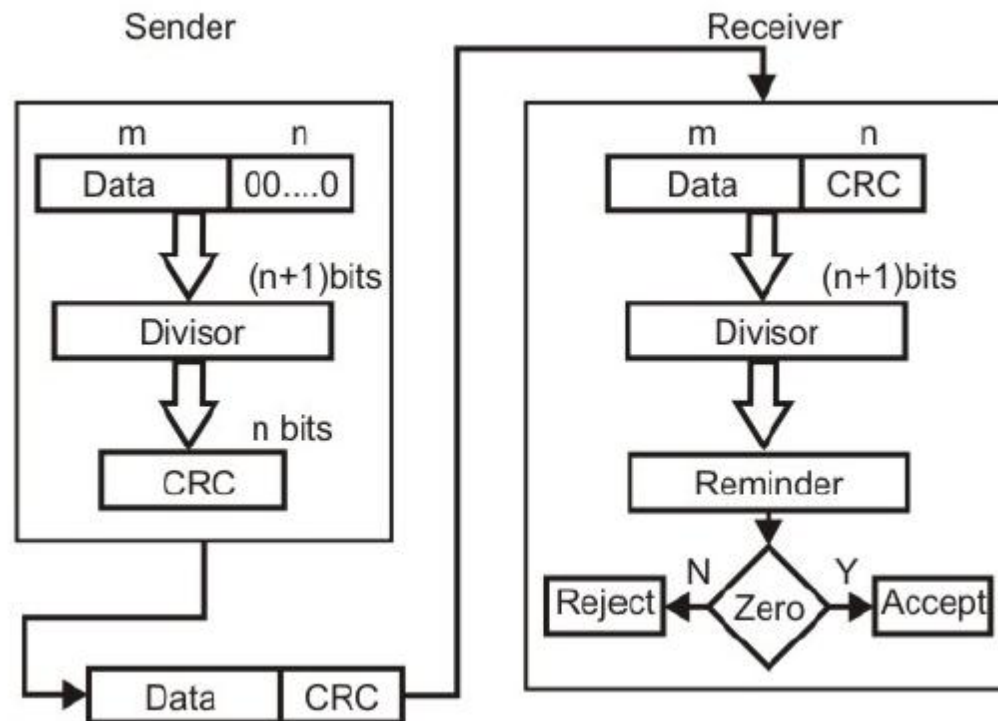 Sender
m n
Data 00....0
(n+1)bits
Divisor
n bits
CRC
Data CRC
Receiver
m n
Data CRC
(n+1)bits
Divisor
Reminder
Zero
N
Y
Reject
Accept